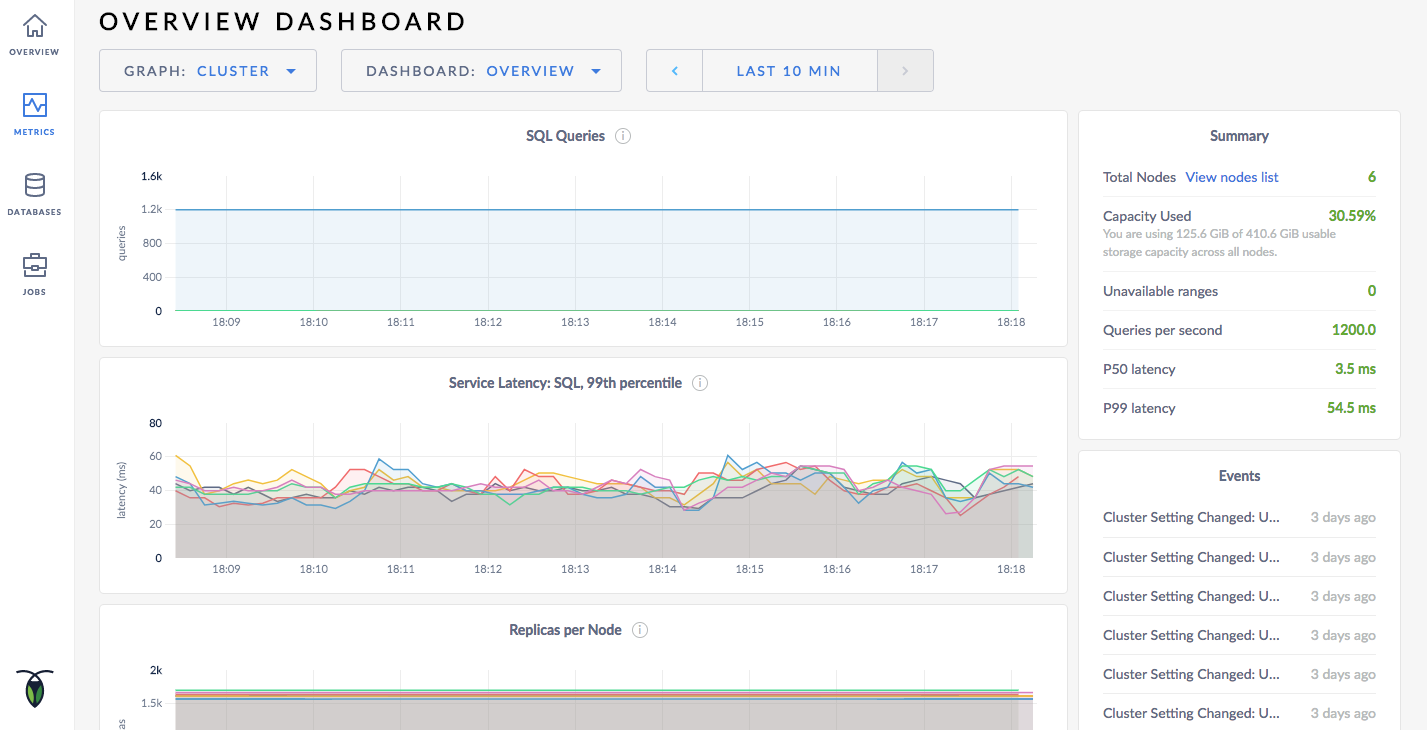 OVERVIEW DASHBOARD
OVERVIEW
METRICS
DATABASES
JOBS
GRAPH: CLUSTER
DASHBOARD: OVERVIEW
LAST 10 MIN
SQL Queries
queries
1.6k
1.2k
800
400
0
18:09 18:10 18:11 18:12 18:13 18:14 18:15 18:16 18:17 18:18
Service Latency: SQL, 99th percentile
latency (ms)
80
60
40
20
0
18:09 18:10 18:11 18:12 18:13 18:14 18:15 18:16 18:17 18:18
Replicas per Node
2k
1.5k
Summary
Total Nodes View nodes list 6
Capacity Used 30.59%
You are using 125.6 GiB of 410.6 GiB usable
storage capacity across all nodes.
Unavailable ranges 0
Queries per second 1200.0
P50 latency 3.5 ms
P99 latency 54.5 ms
Events
Cluster Setting Changed: U... 3 days ago
Cluster Setting Changed: U... 3 days ago
Cluster Setting Changed: U... 3 days ago
Cluster Setting Changed: U... 3 days ago
Cluster Setting Changed: U... 3 days ago
Cluster Setting Changed: U... 3 days ago